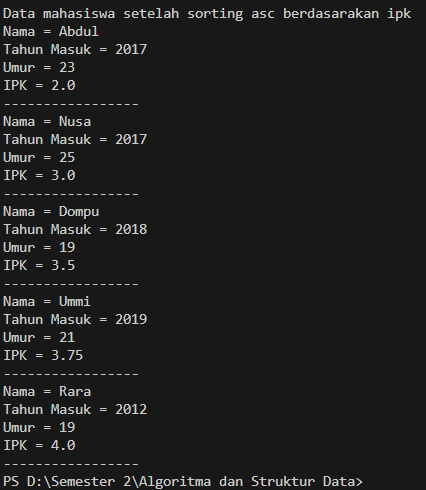 Data mahasiswa setelah sorting asc berdasarakan ipk
Nama = Abdul
Tahun Masuk = 2017
Umur = 23
IPK = 2.0
-----------------
Nama = Nusa
Tahun Masuk = 2017
Umur = 25
IPK = 3.0
-----------------
Nama = Dompu
Tahun Masuk = 2018
Umur = 19
IPK = 3.5
-----------------
Nama = Ummi
Tahun Masuk = 2019
Umur = 21
IPK = 3.75
-----------------
Nama = Rara
Tahun Masuk = 2012
Umur = 19
IPK = 4.0
-----------------
PS D:\Semester 2\Algoritma dan Struktur Data>